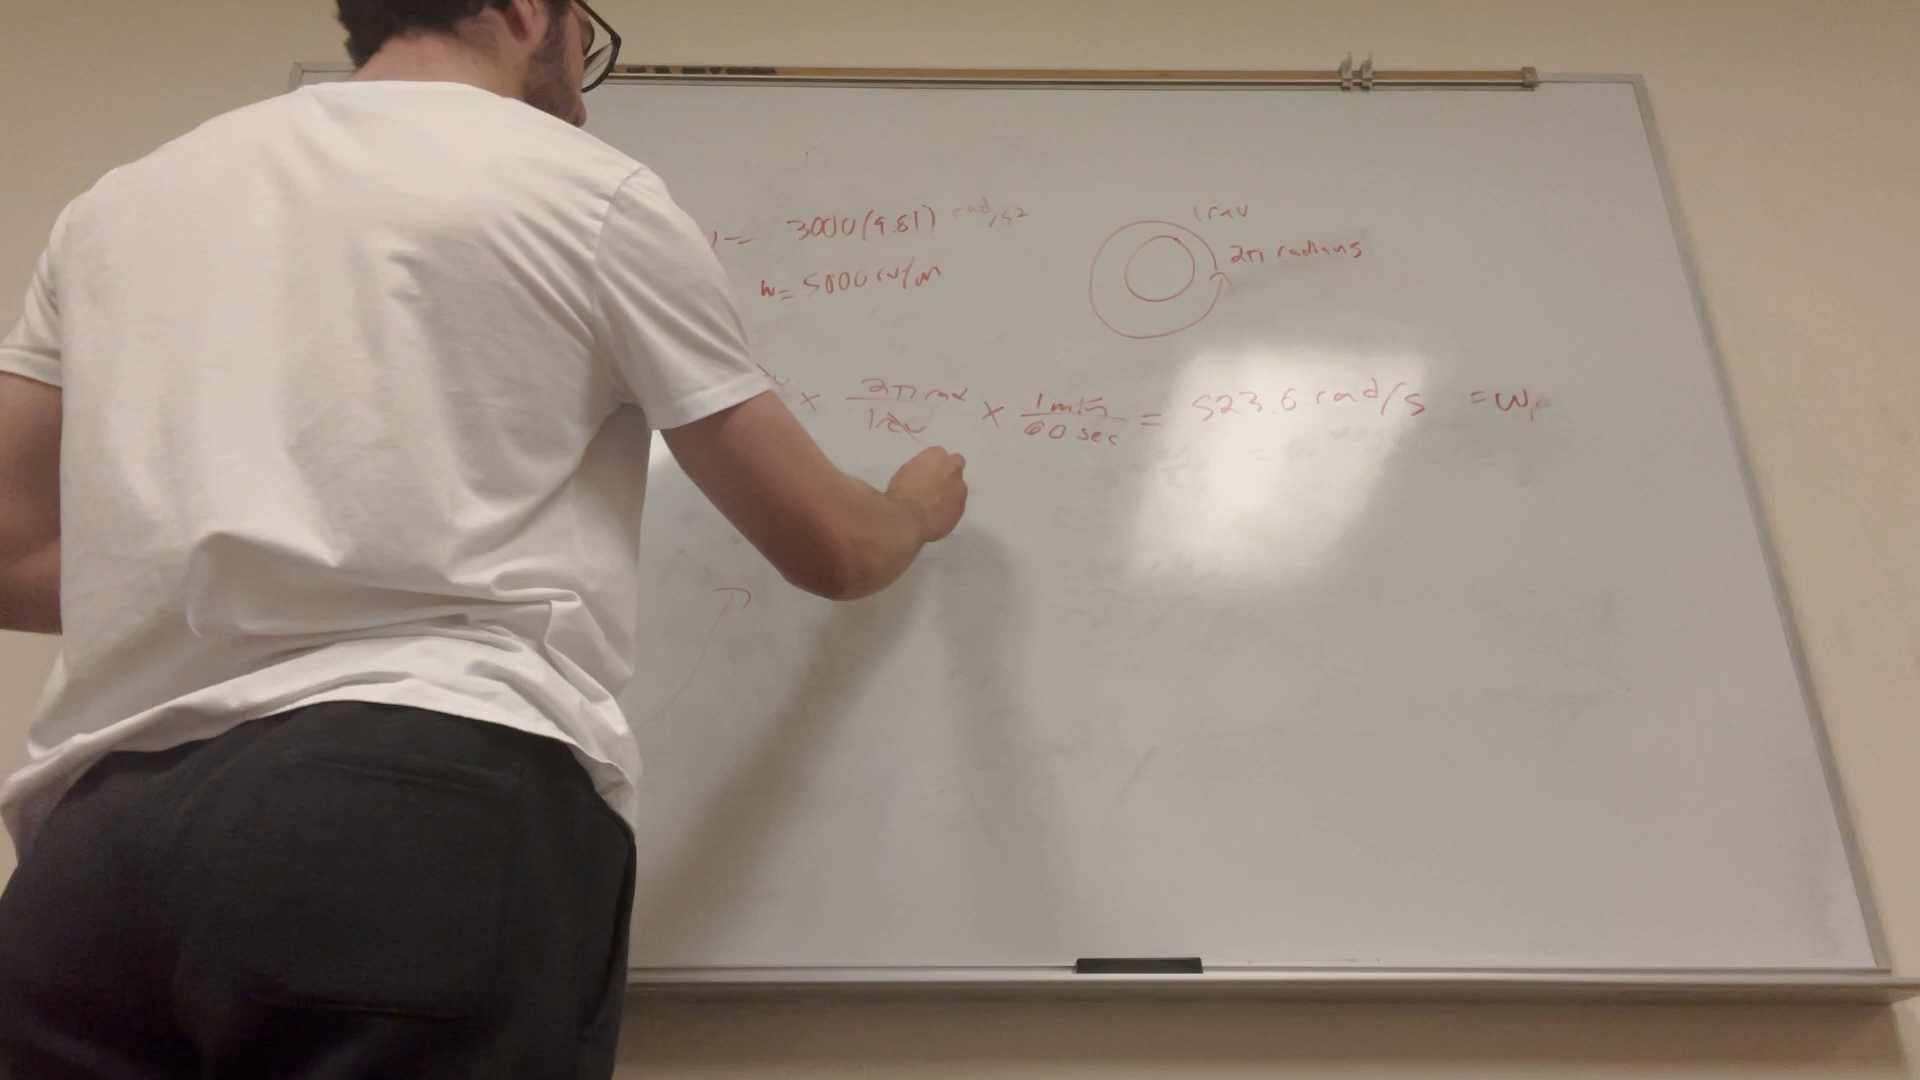 = 3000(9.81) rad/s2
1rev
2π radians
w= 5000 rev/m
× 2π rad / 1rev × 1min / 60 sec = 523.6 rad/s = w